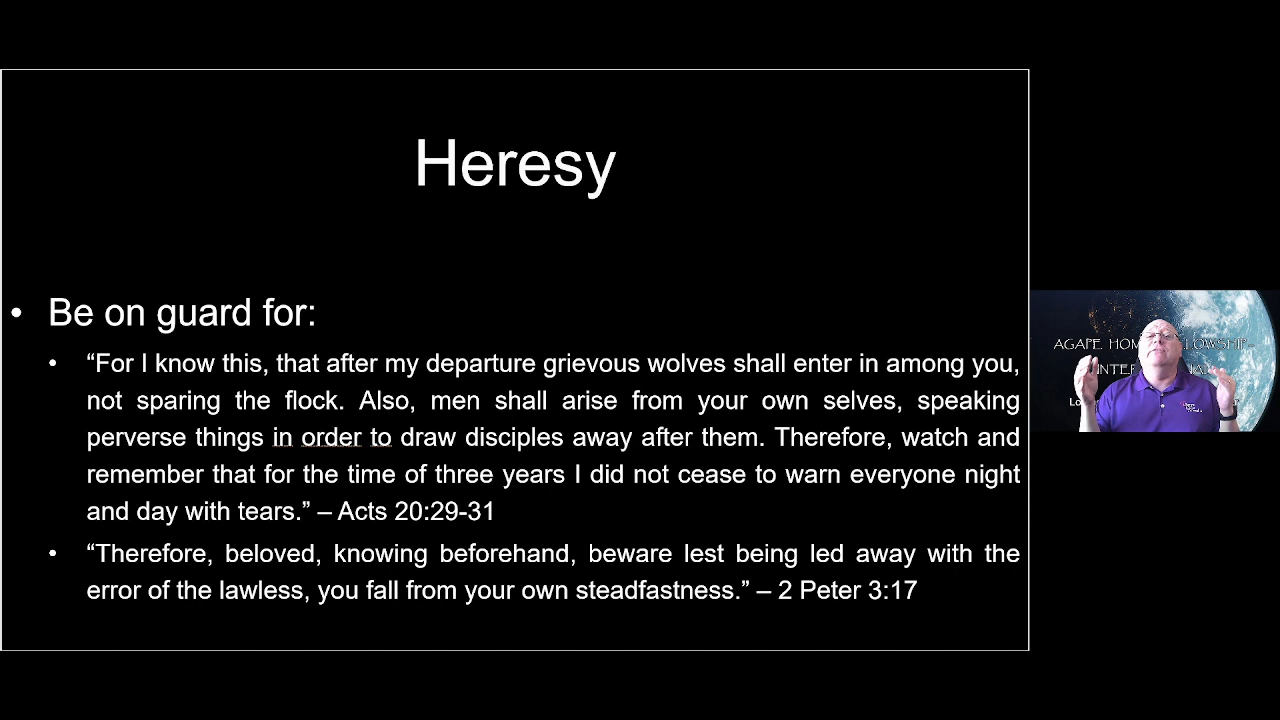 Heresy
• Be on guard for:
• “For I know this, that after my departure grievous wolves shall enter in among you,
not sparing the flock. Also, men shall arise from your own selves, speaking
perverse things in order to draw disciples away after them. Therefore, watch and
remember that for the time of three years I did not cease to warn everyone night
and day with tears.” – Acts 20:29-31
• “Therefore, beloved, knowing beforehand, beware lest being led away with the
error of the lawless, you fall from your own steadfastness.” – 2 Peter 3:17
AGAPE